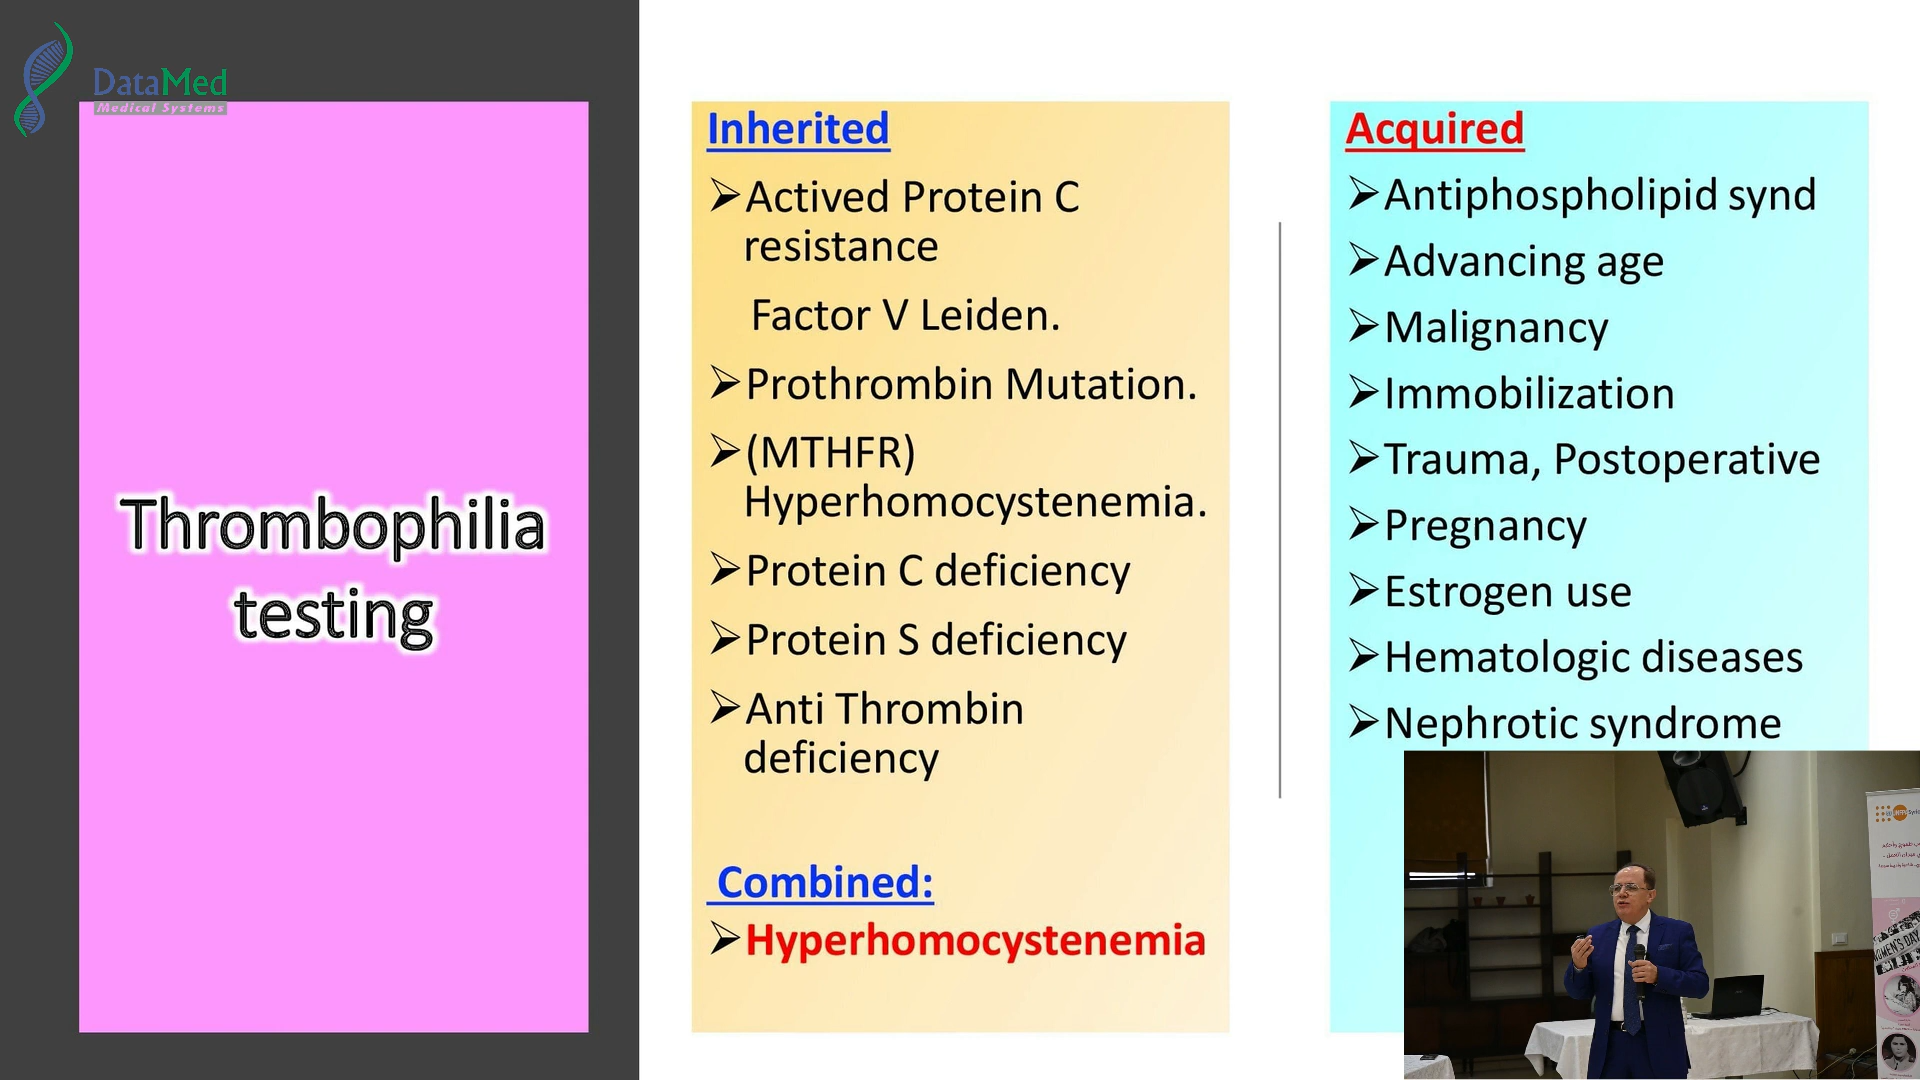 DataMed
Medical Systems
Thrombophilia
testing
Inherited
Actived Protein C
resistance
Factor V Leiden.
Prothrombin Mutation.
(MTHFR)
Hyperhomocystenemia.
Protein C deficiency
Protein S deficiency
Anti Thrombin
deficiency
Combined:
Hyperhomocystenemia
Acquired
Antiphospholipid synd
Advancing age
Malignancy
Immobilization
Trauma, Postoperative
Pregnancy
Estrogen use
Hematologic diseases
Nephrotic syndrome
WOMEN'S DAY